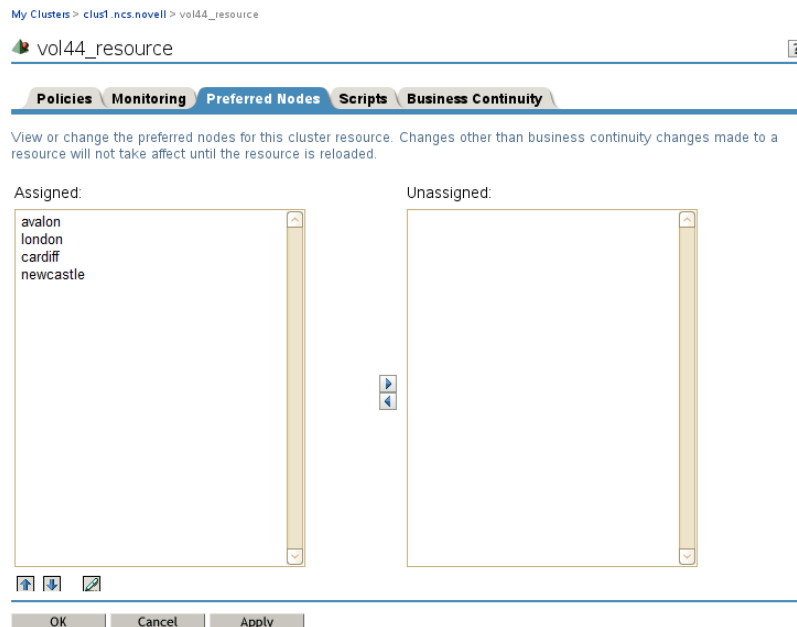 My Clusters > clus1.ncs.novell > vol44_resource
vol44_resource
?
Policies Monitoring Preferred Nodes Scripts Business Continuity
View or change the preferred nodes for this cluster resource. Changes other than business continuity changes made to a
resource will not take affect until the resource is reloaded.
Assigned: Unassigned:
avalon
london
cardiff
newcastle
OK Cancel Apply